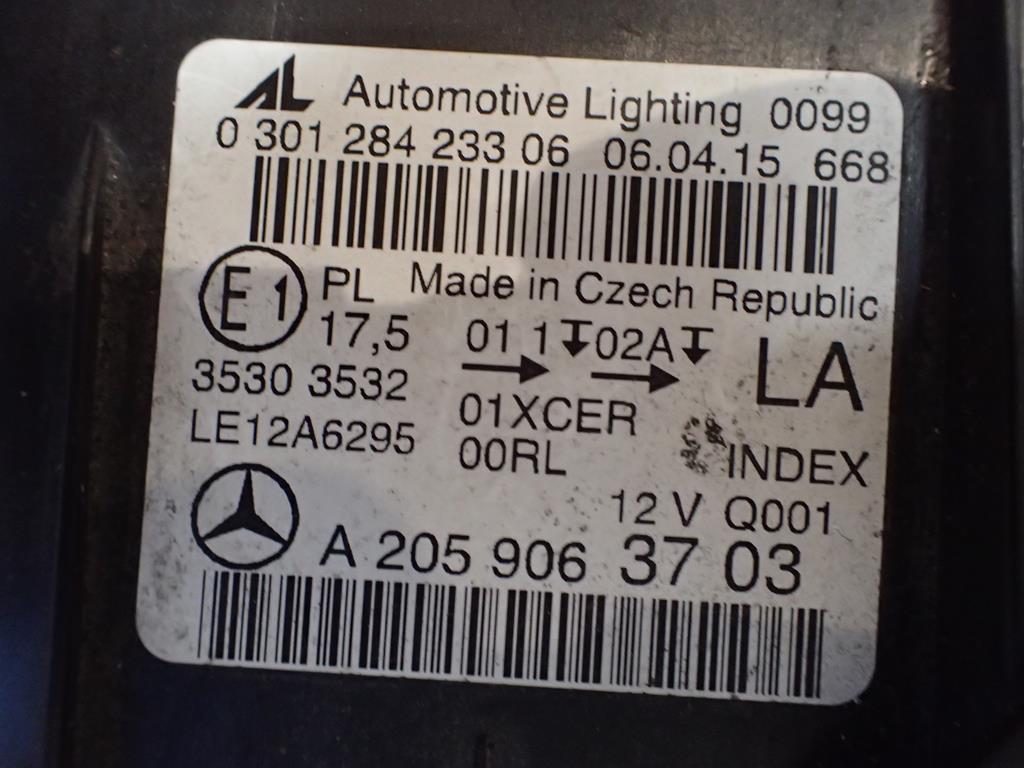 AL Automotive Lighting 0099
0 301 284 233 06 06.04.15 668
E1 PL Made in Czech Republic
17,5 01 1 02A LA
3530 3532 01XCER
LE12A6295 00RL INDEX
12 V Q001
A 205 906 37 03